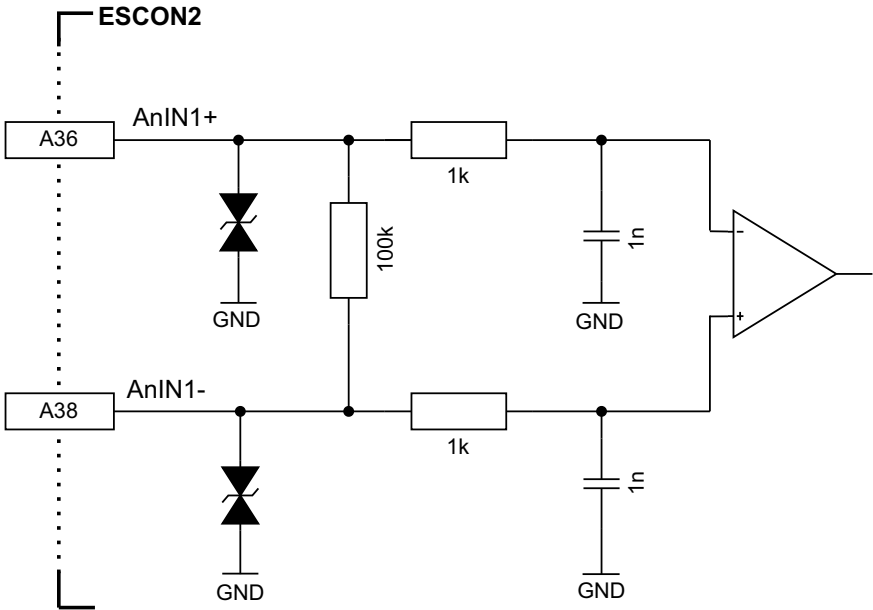 ESCON2
AnIN1+
A36
1k
100k
1n
-
GND
GND
+
AnIN1-
A38
1k
1n
GND
GND